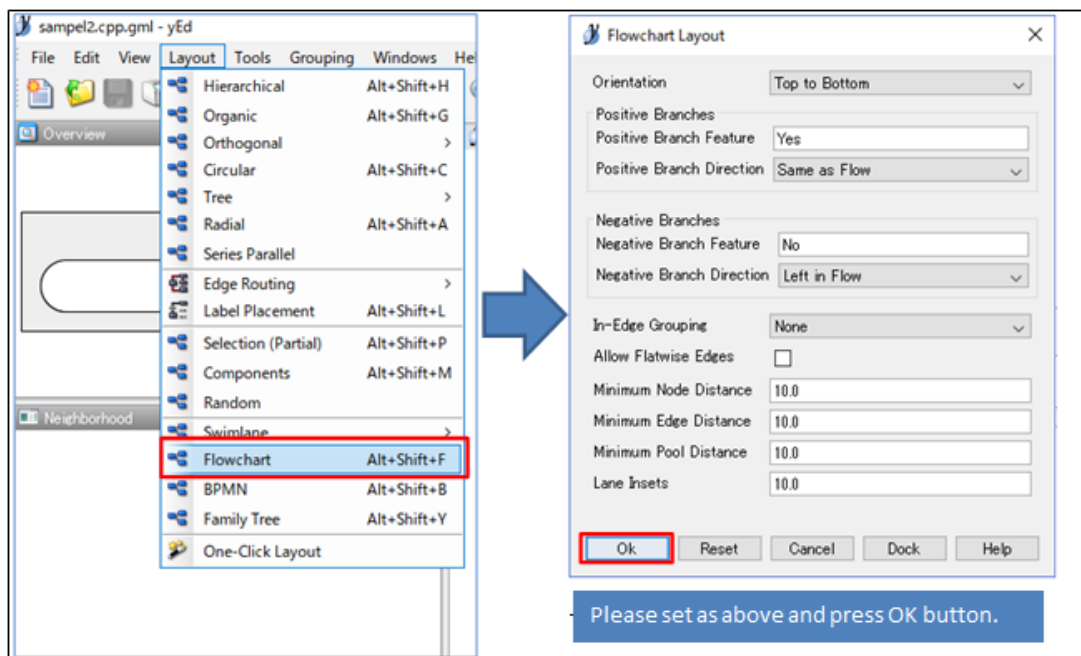 sampel2.cpp.gml - yEd
File Edit View Layout Tools Grouping Windows Hel
Overview
Neighborhood
Hierarchical Alt+Shift+H
Organic Alt+Shift+G
Orthogonal
Circular Alt+Shift+C
Tree
Radial Alt+Shift+A
Series Parallel
Edge Routing
Label Placement Alt+Shift+L
Selection (Partial) Alt+Shift+P
Components Alt+Shift+M
Random
Swimlane
Flowchart Alt+Shift+F
BPMN Alt+Shift+B
Family Tree Alt+Shift+Y
One-Click Layout
Flowchart Layout
Orientation Top to Bottom
Positive Branches
Positive Branch Feature Yes
Positive Branch Direction Same as Flow
Negative Branches
Negative Branch Feature No
Negative Branch Direction Left in Flow
In-Edge Grouping None
Allow Flatwise Edges
Minimum Node Distance 10.0
Minimum Edge Distance 10.0
Minimum Pool Distance 10.0
Lane Insets 10.0
Ok Reset Cancel Dock Help
Please set as above and press OK button.